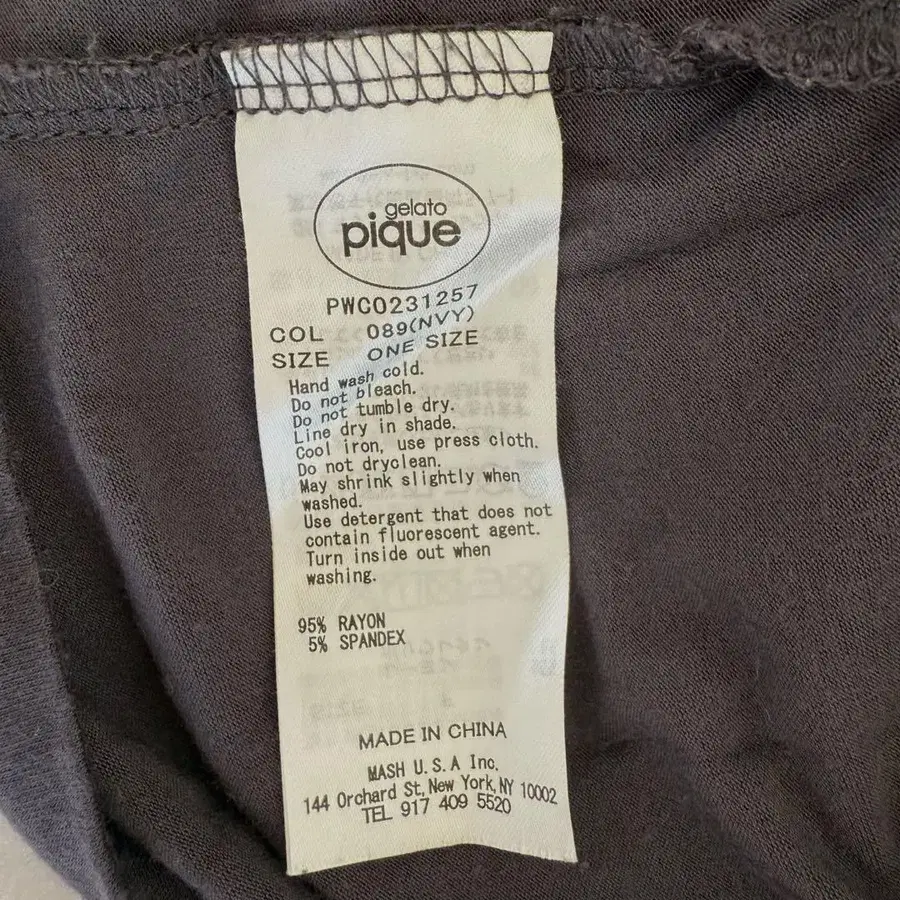 gelato
pique
PWCO231257
COL 089(NVY)
SIZE ONE SIZE
Hand wash cold.
Do not bleach.
Do not tumble dry.
Line dry in shade.
Cool iron, use press cloth.
Do not dryclean.
May shrink slightly when
washed.
Use detergent that does not
contain fluorescent agent.
Turn inside out when
washing.
95% RAYON
5% SPANDEX
MADE IN CHINA
MASH U.S.A Inc.
144 Orchard St, New York, NY 10002
TEL 917 409 5520